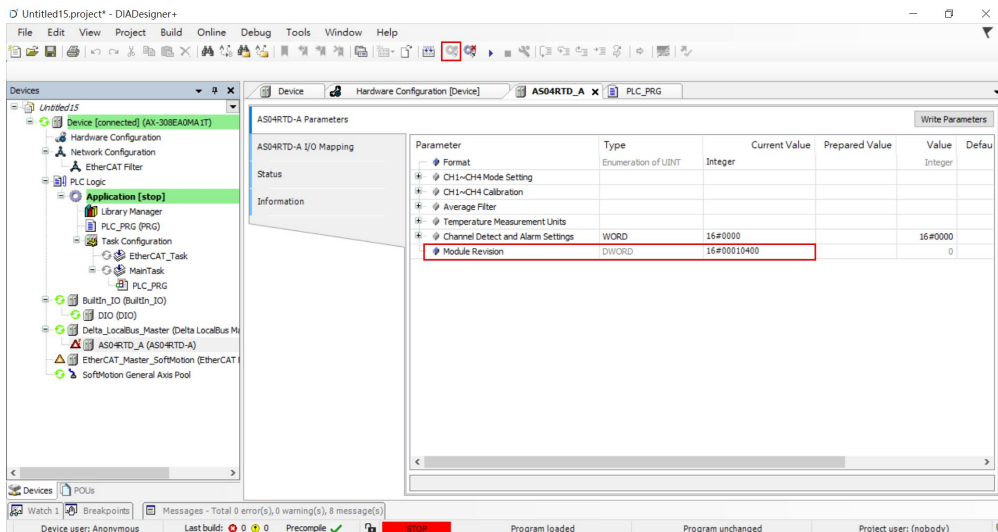 Untitled15.project* - DIADesigner+
File Edit View Project Build Online Debug Tools Window Help
Devices
Untitled15
Device [connected] (AX-308EA0MA1T)
Hardware Configuration
Network Configuration
EtherCAT Filter
PLC Logic
Application [stop]
Library Manager
PLC_PRG (PRG)
Task Configuration
EtherCAT_Task
MainTask
PLC_PRG
BuiltIn_IO (BuiltIn_IO)
DIO (DIO)
Delta_LocalBus_Master (Delta LocalBus Ma
AS04RTD_A (AS04RTD-A)
EtherCAT_Master_SoftMotion (EtherCAT
SoftMotion General Axis Pool
Devices POUs
Device Hardware Configuration [Device] AS04RTD_A X PLC_PRG
AS04RTD-A Parameters
AS04RTD-A I/O Mapping
Status
Information
Write Parameters
Parameter Type Current Value Prepared Value Value Defau
Format Enumeration of UINT Integer Integer
CH1~CH4 Mode Setting
CH1~CH4 Calibration
Average Filter
Temperature Measurement Units
Channel Detect and Alarm Settings WORD 16#0000 16#0000
Module Revision DWORD 16#00010400 0
Watch 1 Breakpoints Messages - Total 0 error(s), 0 warning(s), 8 message(s)
Device user: Anonymous Last build: 0 0 Precompile STOP Program loaded Program unchanged Project user: (nobody)